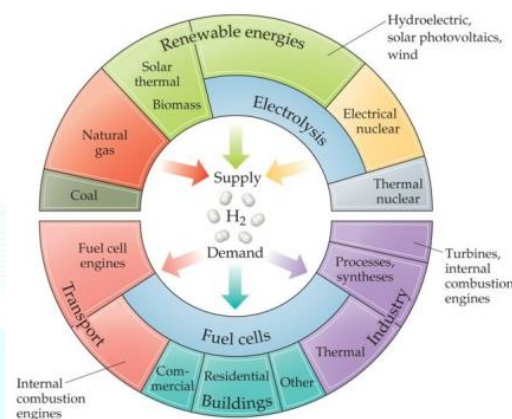 Hydroelectric,
solar photovoltaics,
wind
Renewable energies
Solar
thermal
Biomass
Electrolysis
Electrical
nuclear
Natural
gas
Thermal
nuclear
Coal
Supply
H₂
Demand
Fuel cell
engines
Processes,
syntheses
Turbines,
internal
combustion
engines
Transport
Industry
Fuel cells
Thermal
Com-
mercial
Residential
Other
Buildings
Internal
combustion
engines